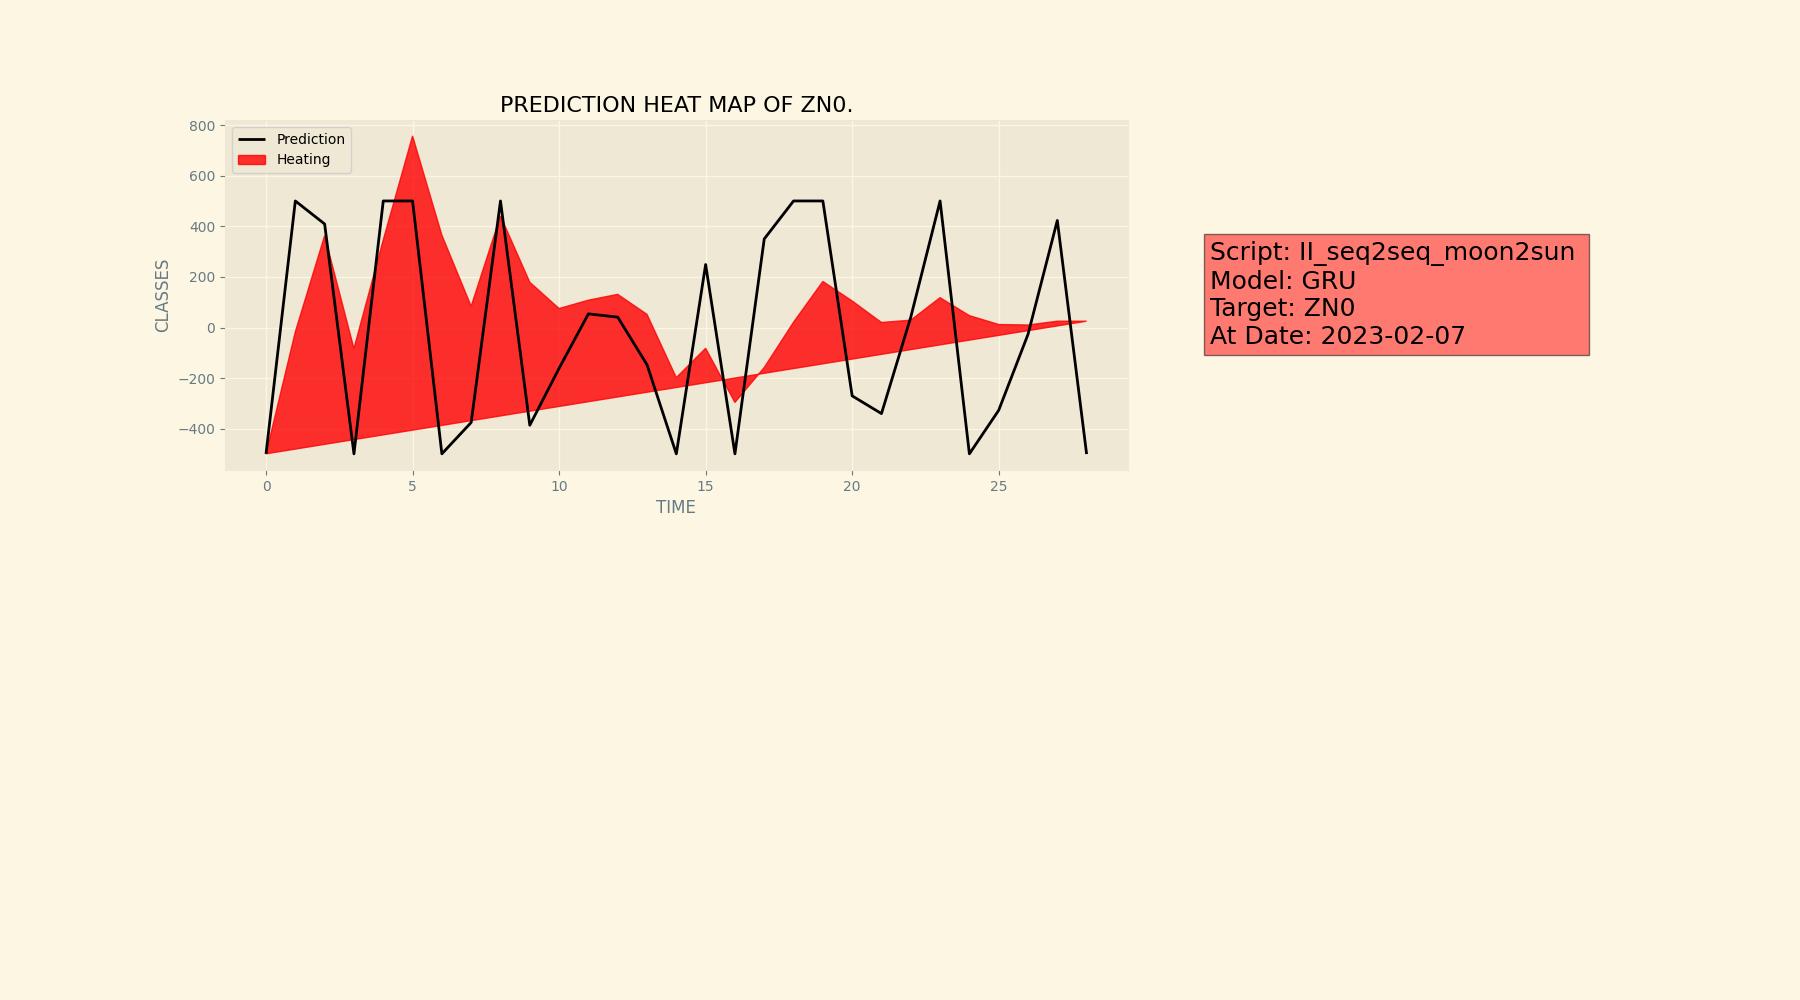 PREDICTION HEAT MAP OF ZN0.
Prediction
Heating
800
600
400
200
0
−200
−400
CLASSES
0 5 10 15 20 25
TIME
Script: II_seq2seq_moon2sun
Model: GRU
Target: ZN0
At Date: 2023-02-07